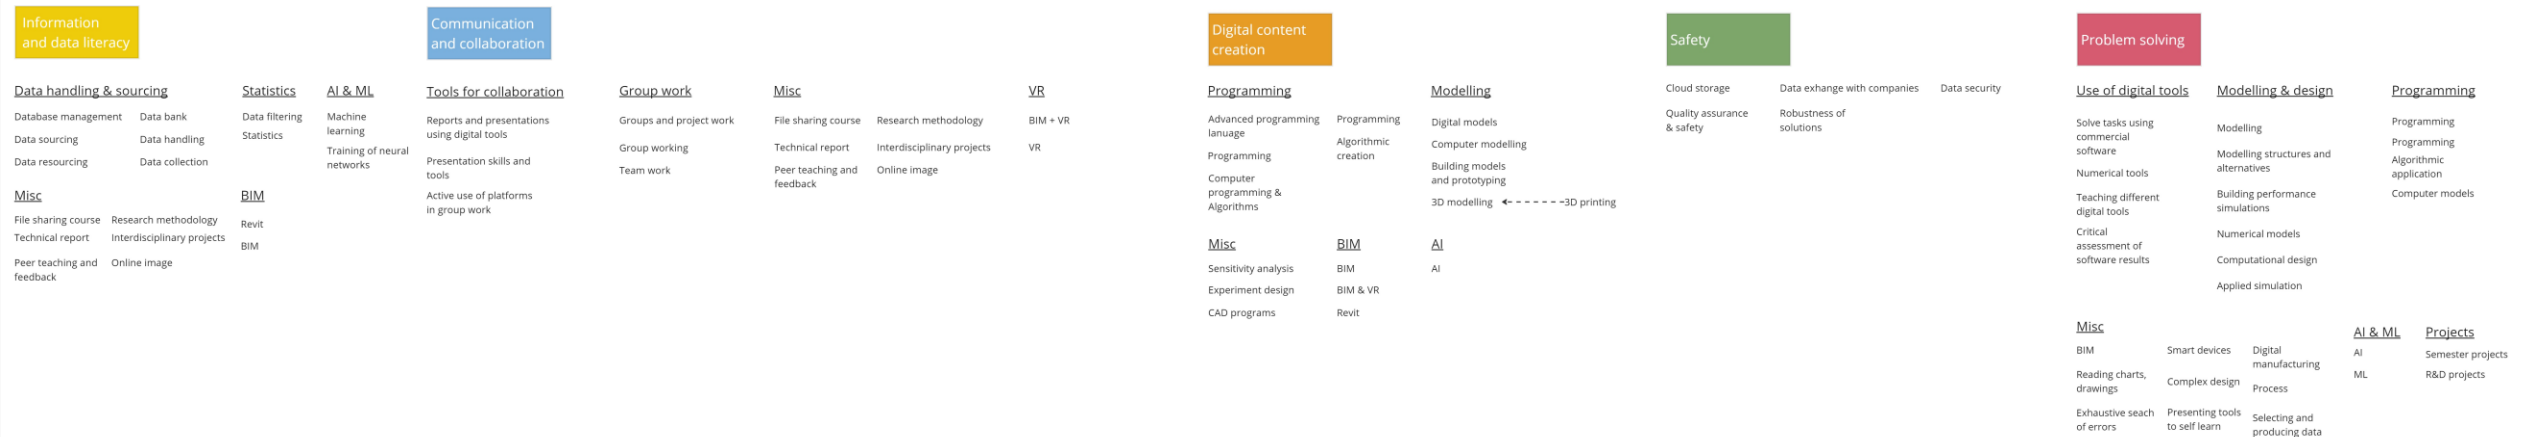 Information
and data literacy
Data handling & sourcing
Database management
Data bank
Data sourcing
Data handling
Data resourcing
Data collection
Statistics
Data filtering
Statistics
AI & ML
Machine
learning
Training of neural
networks
Misc
File sharing course
Research methodology
Technical report
Interdisciplinary projects
Peer teaching and
feedback
Online image
BIM
Revit
BIM
Communication
and collaboration
Tools for collaboration
Reports and presentations
using digital tools
Presentation skills and
tools
Active use of platforms
in group work
Group work
Groups and project work
Group working
Team work
Misc
File sharing course
Research methodology
Technical report
Interdisciplinary projects
Peer teaching and
feedback
Online image
VR
BIM + VR
VR
Digital content
creation
Programming
Advanced programming
lanuage
Programming
Computer
programming &
Algorithms
Programming
Algorithmic
creation
Modelling
Digital models
Computer modelling
Building models
and prototyping
3D modelling
3D printing
Misc
Sensitivity analysis
Experiment design
CAD programs
BIM
BIM
BIM & VR
Revit
AI
AI
Safety
Cloud storage
Data exhange with companies
Data security
Quality assurance
& safety
Robustness of
solutions
Problem solving
Use of digital tools
Solve tasks using
commercial
software
Numerical tools
Teaching different
digital tools
Critical
assessment of
software results
Modelling & design
Modelling
Modelling structures and
alternatives
Building performance
simulations
Numerical models
Computational design
Applied simulation
Programming
Programming
Programming
Algorithmic
application
Computer models
Misc
BIM
Smart devices
Digital
manufacturing
Reading charts,
drawings
Complex design
Process
Exhaustive seach
of errors
Presenting tools
to self learn
Selecting and
producing data
AI & ML
AI
ML
Projects
Semester projects
R&D projects